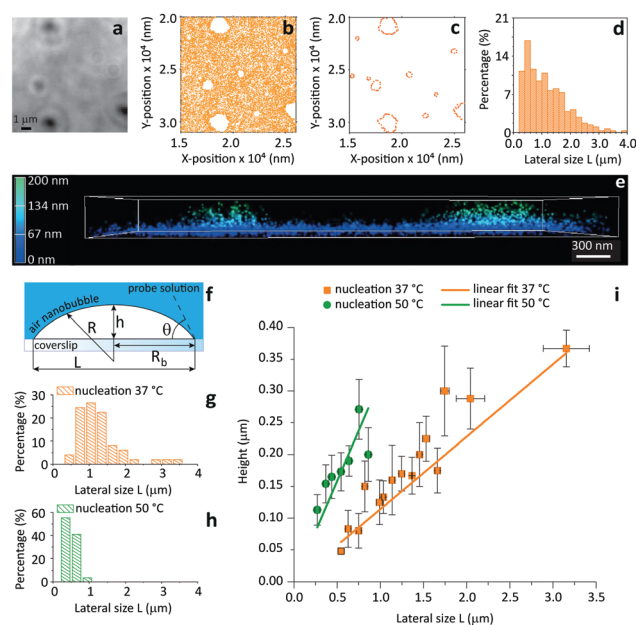 a
1 μm
b
Y-position x 10⁴ (nm)
2.0
2.5
3.1
1.5
2.0
2.5
X-position x 10⁴ (nm)
c
Y-position x 10⁴ (nm)
2.0
2.5
3.1
1.5
2.0
2.5
X-position x 10⁴ (nm)
d
Percentage (%)
21
14
7
0
0.0
1.0
2.0
3.0
4.0
Lateral size L (μm)
e
200 nm
134 nm
67 nm
0 nm
300 nm
f
probe solution
air nanobubble
R
h
θ
coverslip
R_b
L
g
nucleation 37 °C
Percentage (%)
30
20
10
0
0
1
2
3
4
Lateral size L (μm)
h
nucleation 50 °C
Percentage (%)
60
40
20
0
0
1
2
3
4
Lateral size L (μm)
i
nucleation 37 °C
linear fit 37 °C
nucleation 50 °C
linear fit 50 °C
Height (μm)
0.40
0.35
0.30
0.25
0.20
0.15
0.10
0.05
0.00
0.0
0.5
1.0
1.5
2.0
2.5
3.0
3.5
Lateral size L (μm)